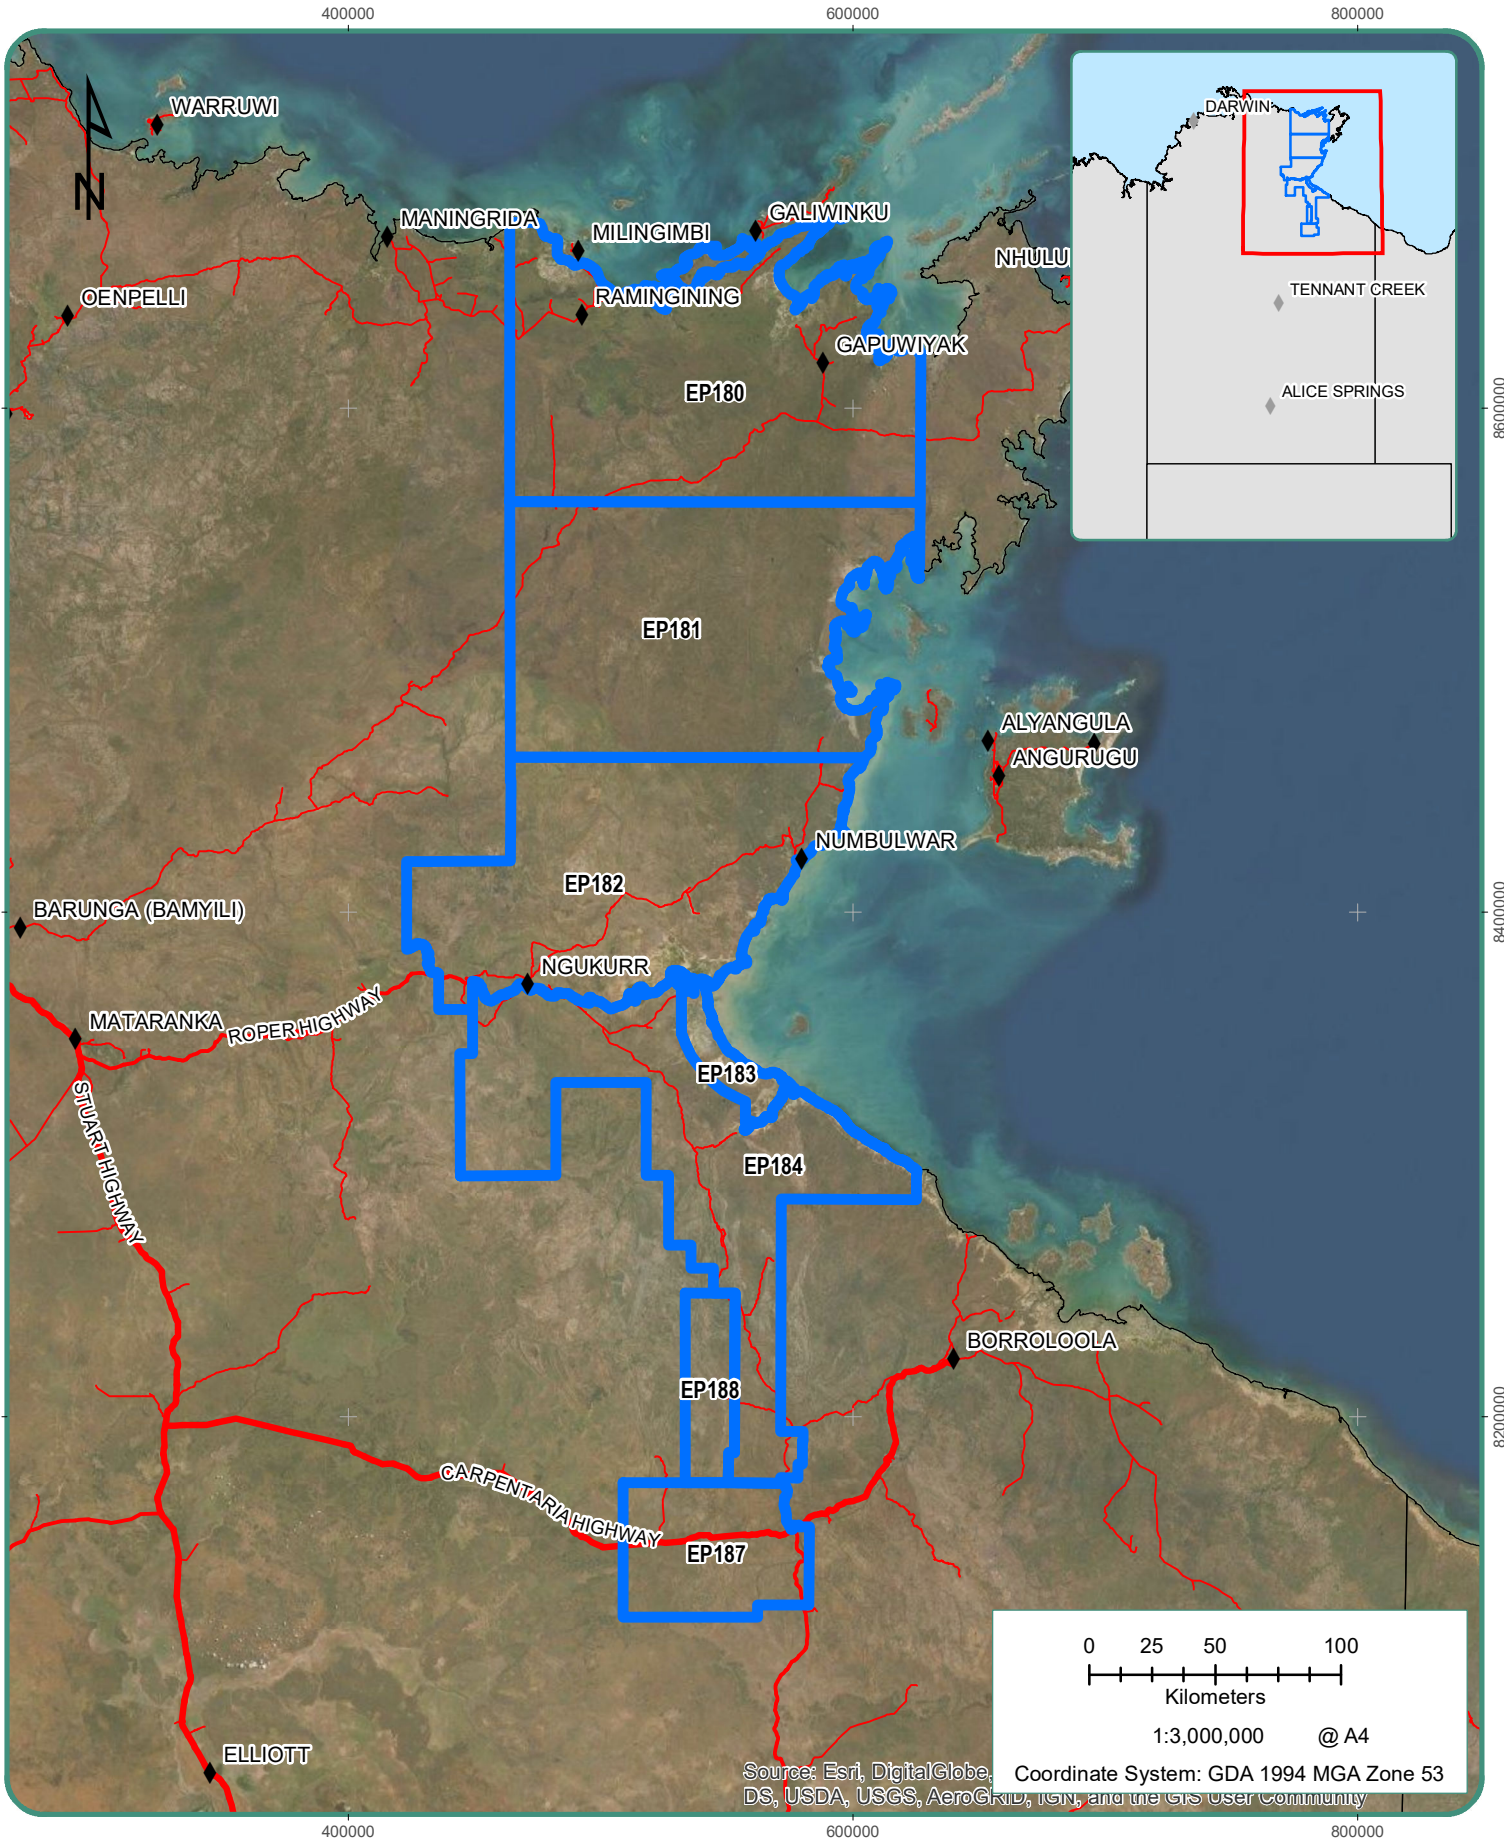 400000
600000
800000
WARRUWI
DARWIN
N
MANINGRIDA
GALIWINKU
MILINGIMBI
NHULU
TENNANT CREEK
OENPELLI
RAMINGINING
GAPUWIYAK
EP180
ALICE SPRINGS
8600000
EP181
ALYANGULA
ANGURUGU
NUMBULWAR
EP182
BARUNGA (BAMYILI)
8400000
NGUKURR
MATARANKA
ROPER HIGHWAY
EP183
STUART HIGHWAY
EP184
BORROLOOLA
EP188
8200000
CARPENTARIA HIGHWAY
EP187
0 25 50 100
Kilometers
1:3,000,000 @ A4
Coordinate System: GDA 1994 MGA Zone 53
ELLIOTT
Source: Esri, DigitalGlobe,
DS, USDA, USGS, AeroGRID, IGN, and the GIS User Community
400000
600000
800000